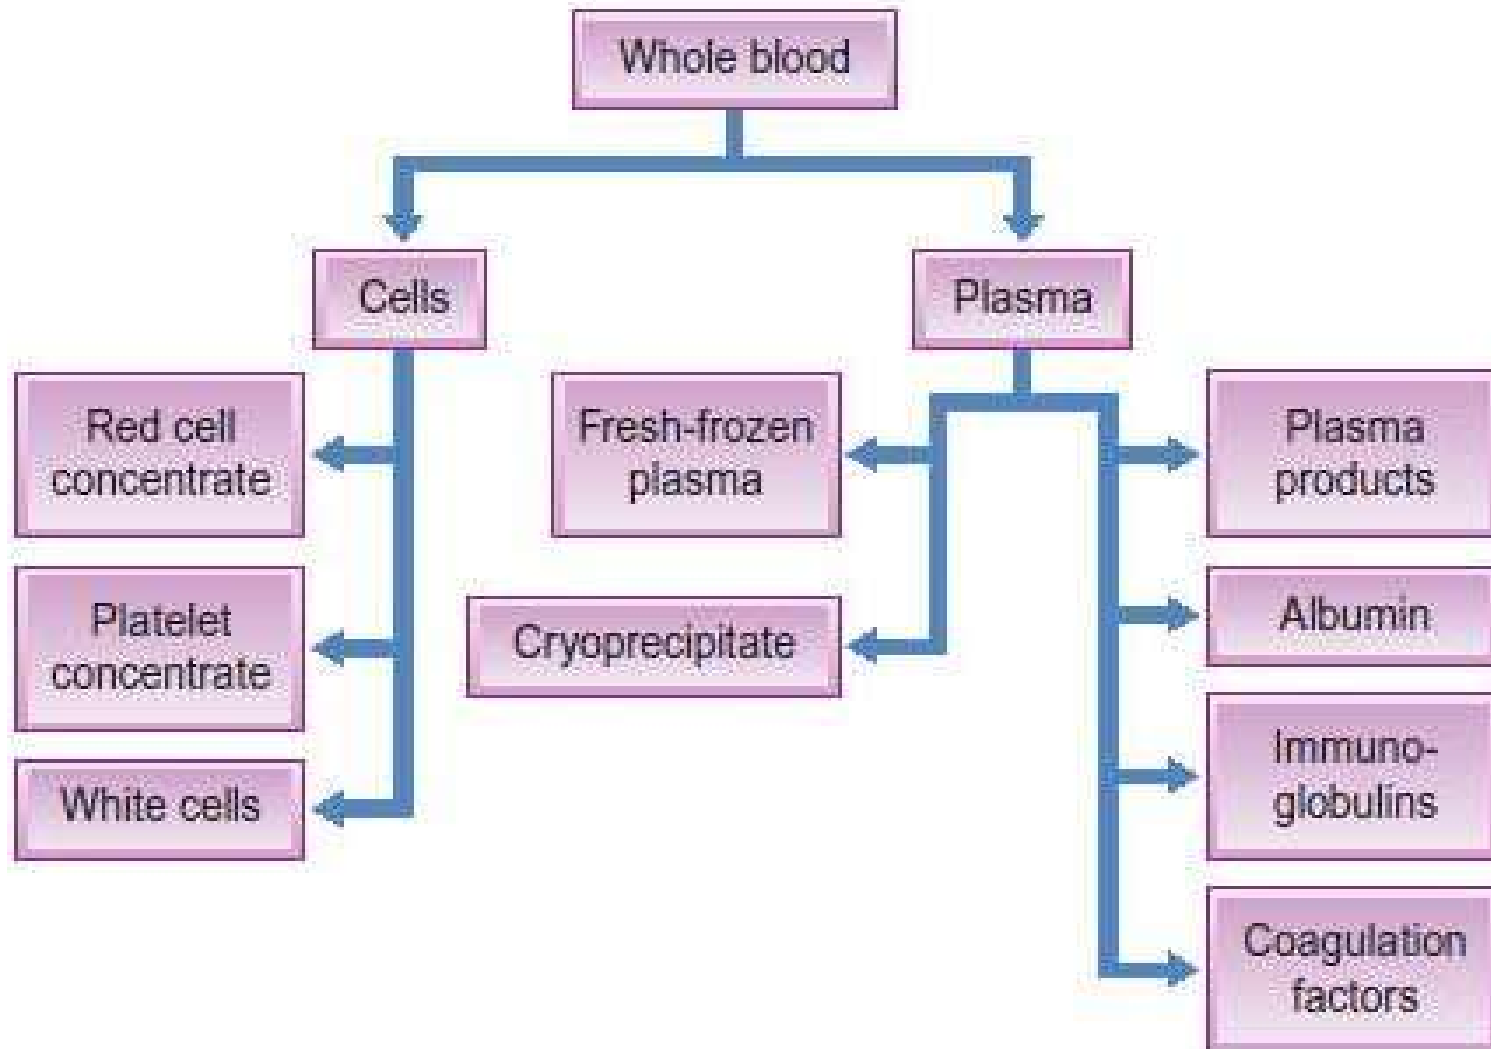 Whole blood
Cells
Plasma
Red cell
concentrate
Platelet
concentrate
White cells
Fresh-frozen
plasma
Cryoprecipitate
Plasma
products
Albumin
Immuno-
globulins
Coagulation
factors